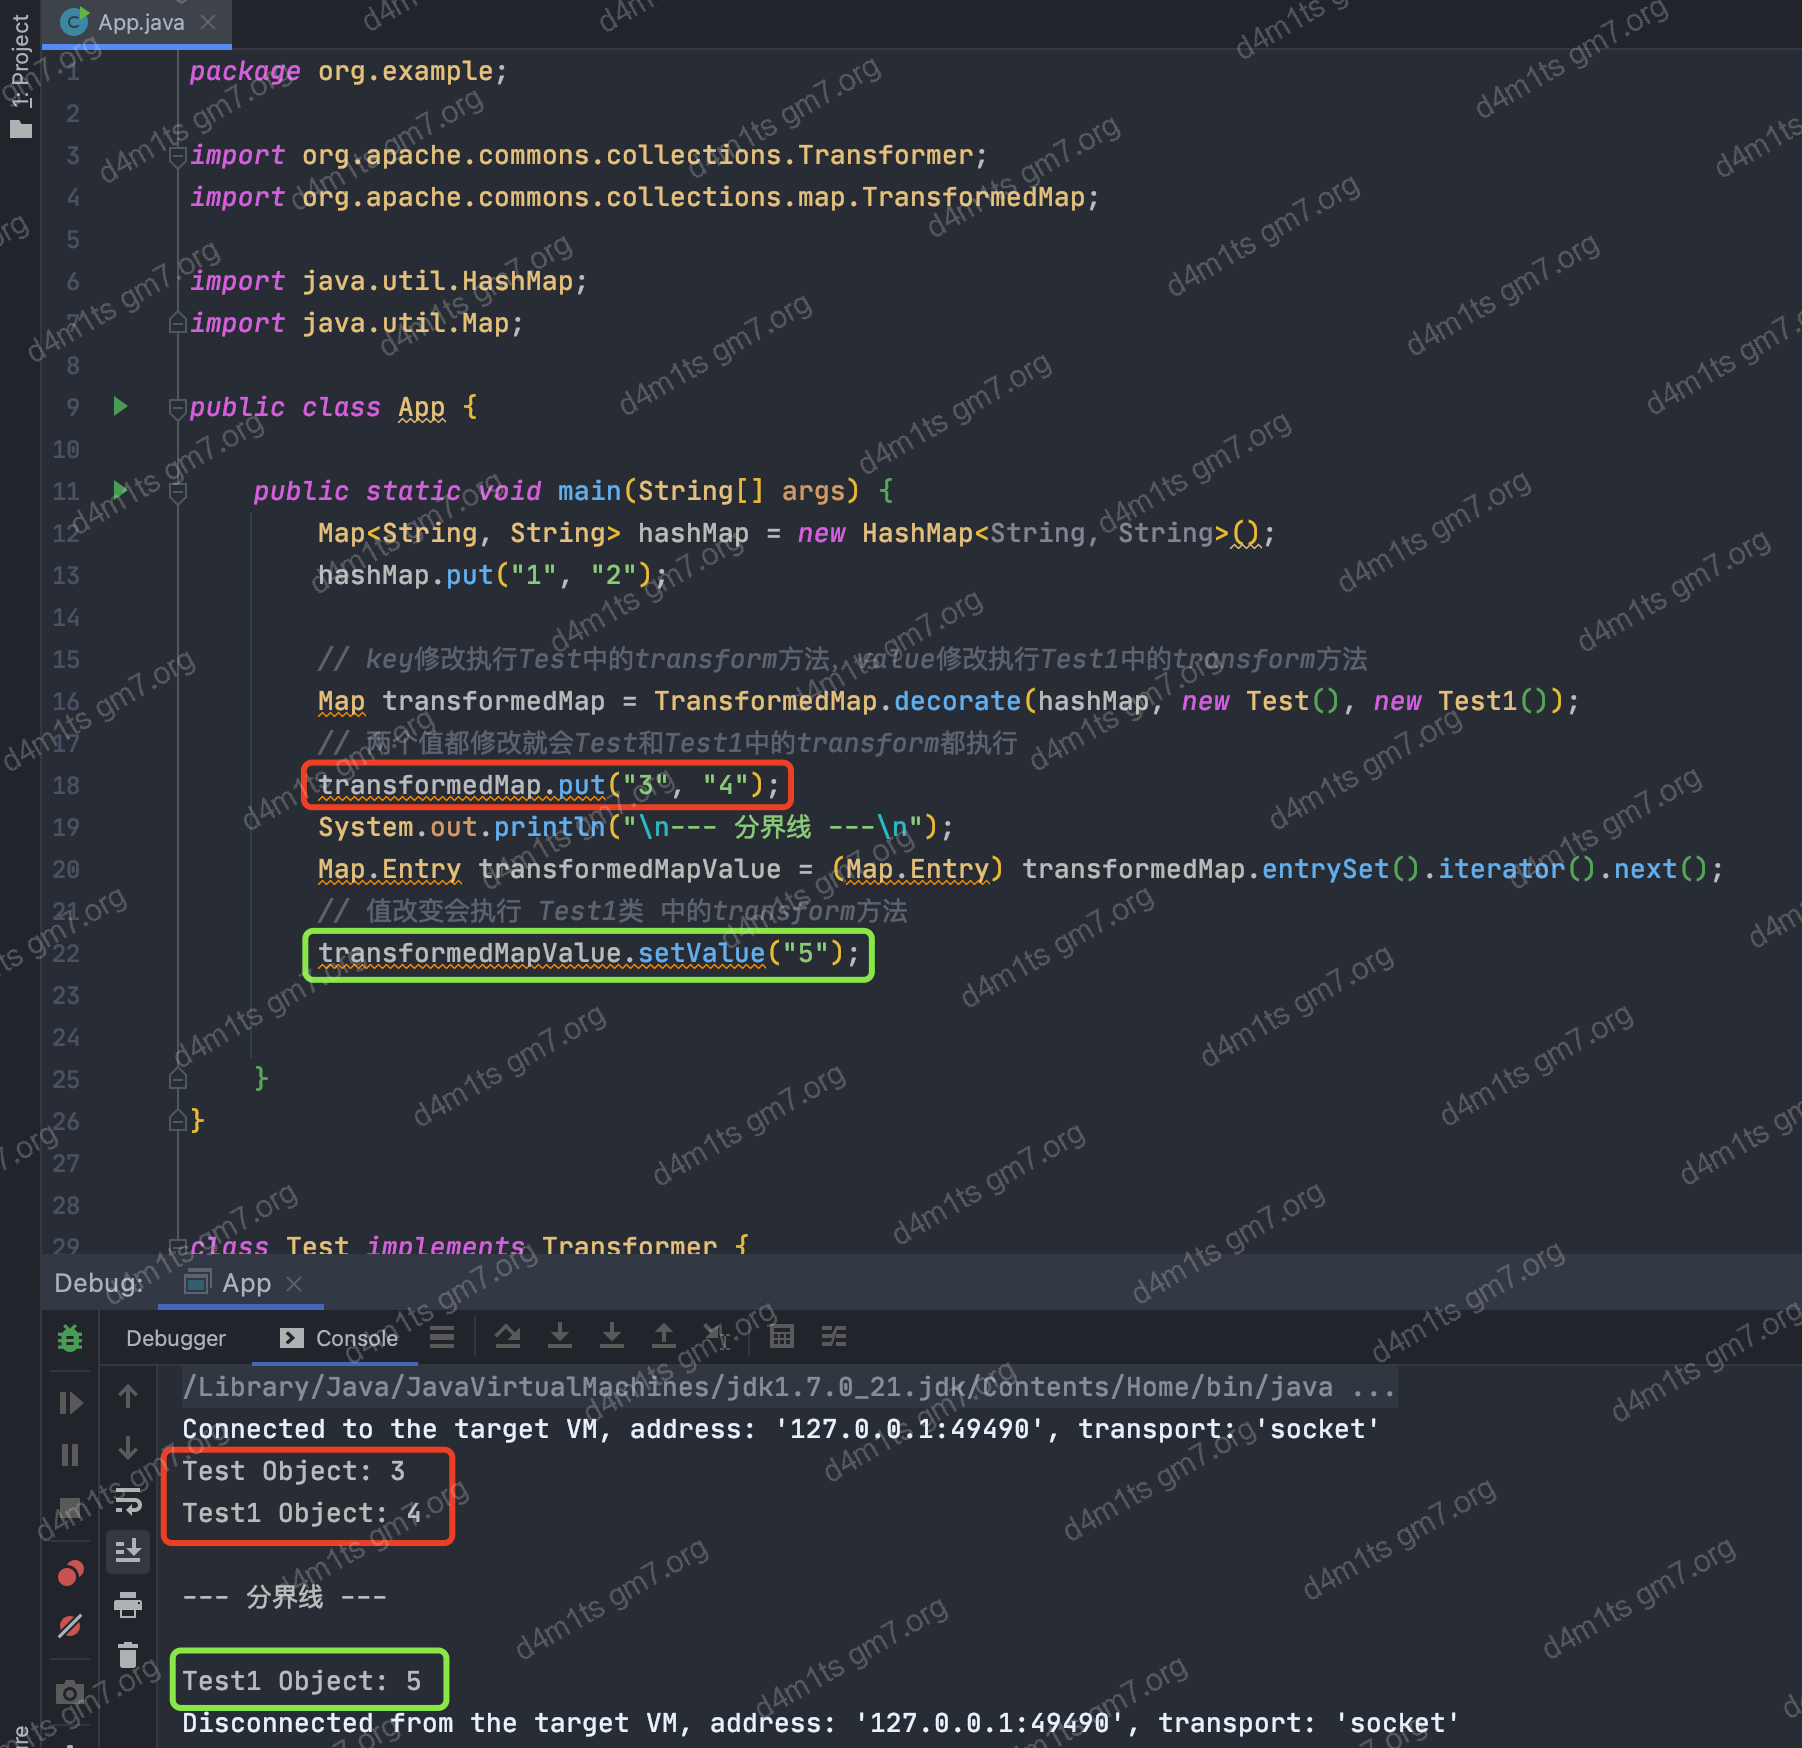 1: Project
App.java
1 package org.example;
2
3 import org.apache.commons.collections.Transformer;
4 import org.apache.commons.collections.map.TransformedMap;
5
6 import java.util.HashMap;
7 import java.util.Map;
8
9 public class App {
10
11 public static void main(String[] args) {
12 Map<String, String> hashMap = new HashMap<String, String>();
13 hashMap.put("1", "2");
14
15 // key修改执行Test中的transform方法，value修改执行Test1中的transform方法
16 Map transformedMap = TransformedMap.decorate(hashMap, new Test(), new Test1());
17 // 两个值都修改就会Test和Test1中的transform都执行
18 transformedMap.put("3", "4");
19 System.out.println("\n--- 分界线 ---\n");
20 Map.Entry transformedMapValue = (Map.Entry) transformedMap.entrySet().iterator().next();
21 // 值改变会执行 Test1类 中的transform方法
22 transformedMapValue.setValue("5");
23
24
25 }
26 }
27
28
29 class Test implements Transformer {
Debug: App
Debugger Console
/Library/Java/JavaVirtualMachines/jdk1.7.0_21.jdk/Contents/Home/bin/java ...
Connected to the target VM, address: '127.0.0.1:49490', transport: 'socket'
Test Object: 3
Test1 Object: 4
--- 分界线 ---
Test1 Object: 5
Disconnected from the target VM, address: '127.0.0.1:49490', transport: 'socket'
d4m1ts gm7.org